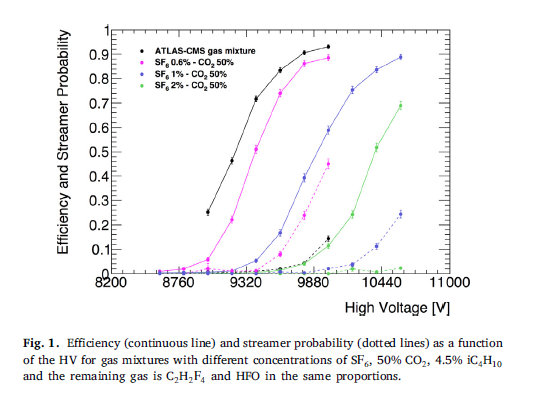 1
0.9
0.8
0.7
0.6
0.5
0.4
0.3
0.2
0.1
0
Efficiency and Streamer Probability
ATLAS-CMS gas mixture
SF₆ 0.6% - CO₂ 50%
SF₆ 1% - CO₂ 50%
SF₆ 2% - CO₂ 50%
8200 8760 9320 9880 10440 11000
High Voltage [V]
Fig. 1. Efficiency (continuous line) and streamer probability (dotted lines) as a function
of the HV for gas mixtures with different concentrations of SF₆, 50% CO₂, 4.5% iC₄H₁₀
and the remaining gas is C₂H₂F₄ and HFO in the same proportions.